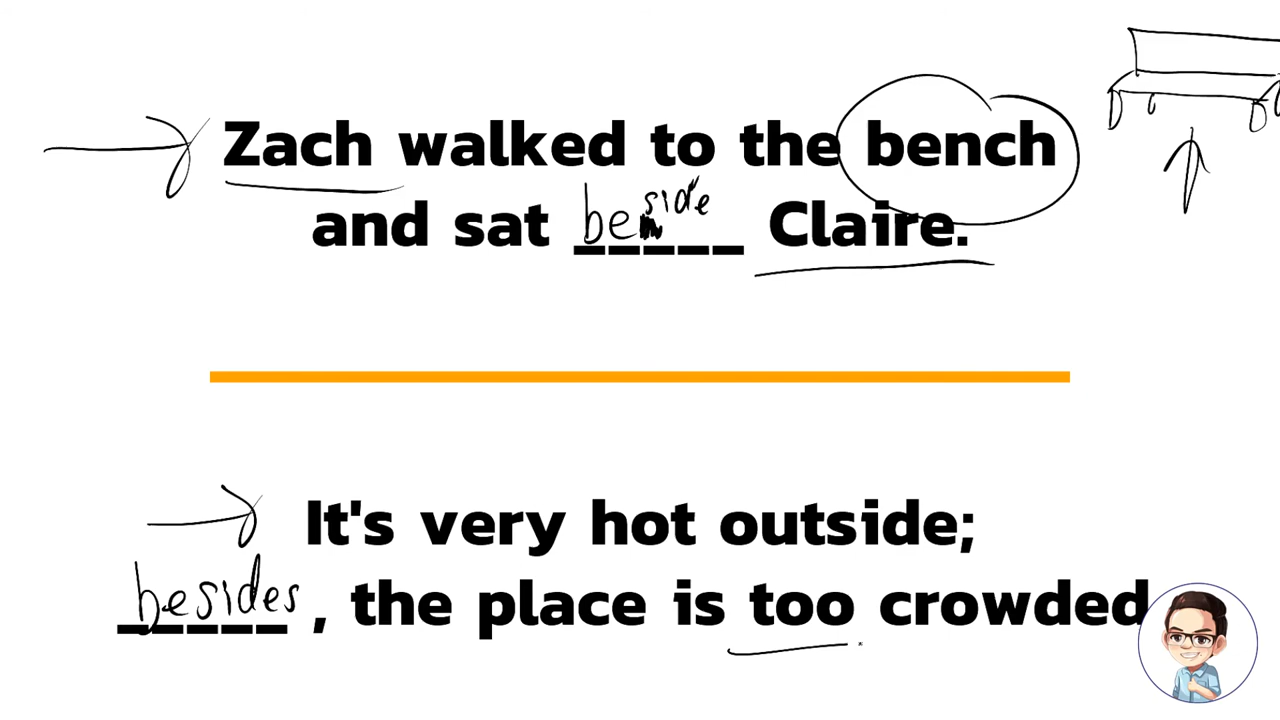 Zach walked to the bench
and sat beside Claire.
It's very hot outside;
besides, the place is too crowded